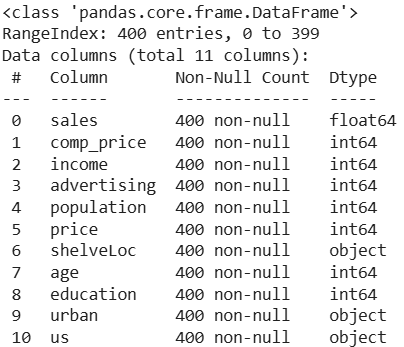 <class 'pandas.core.frame.DataFrame'>
RangeIndex: 400 entries, 0 to 399
Data columns (total 11 columns):
 #   Column       Non-Null Count  Dtype
---  ------       --------------  -----
 0   sales        400 non-null    float64
 1   comp_price   400 non-null    int64
 2   income       400 non-null    int64
 3   advertising  400 non-null    int64
 4   population   400 non-null    int64
 5   price        400 non-null    int64
 6   shelveLoc    400 non-null    object
 7   age          400 non-null    int64
 8   education    400 non-null    int64
 9   urban        400 non-null    object
 10  us           400 non-null    object